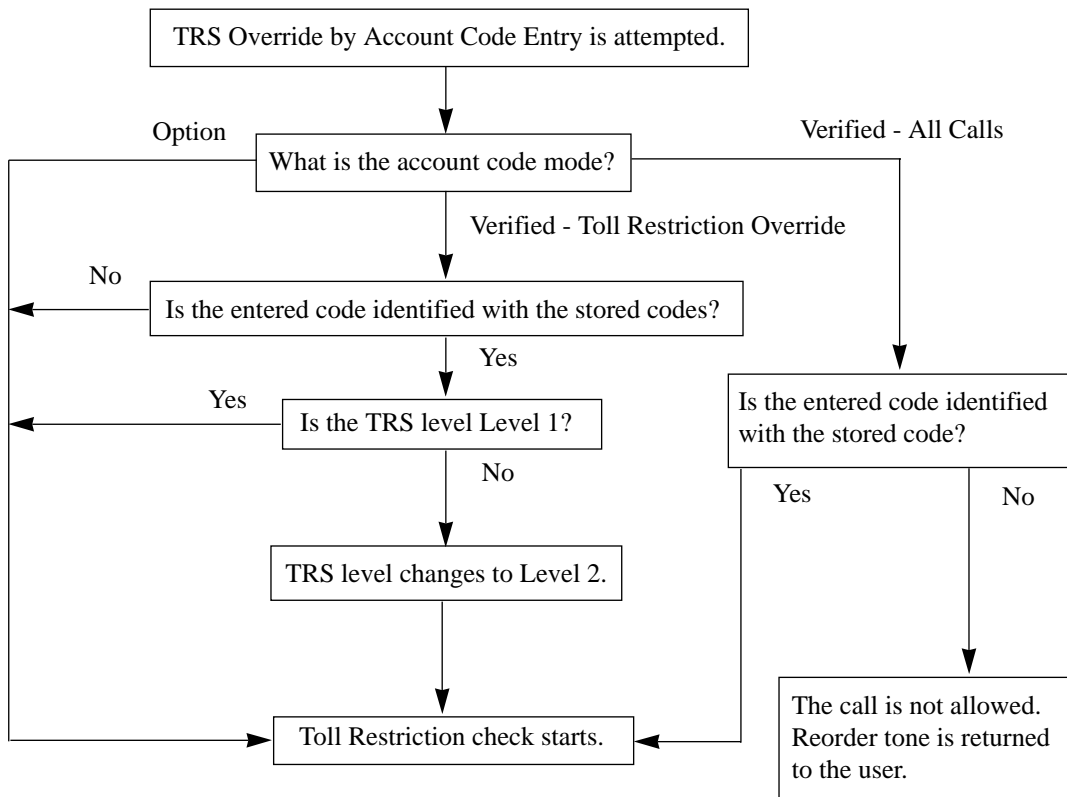 TRS Override by Account Code Entry is attempted.
Option
Verified - All Calls
What is the account code mode?
Verified - Toll Restriction Override
No
Is the entered code identified with the stored codes?
Yes
Yes
Is the TRS level Level 1?
Is the entered code identified
with the stored code?
No
Yes
No
TRS level changes to Level 2.
The call is not allowed.
Reorder tone is returned
to the user.
Toll Restriction check starts.